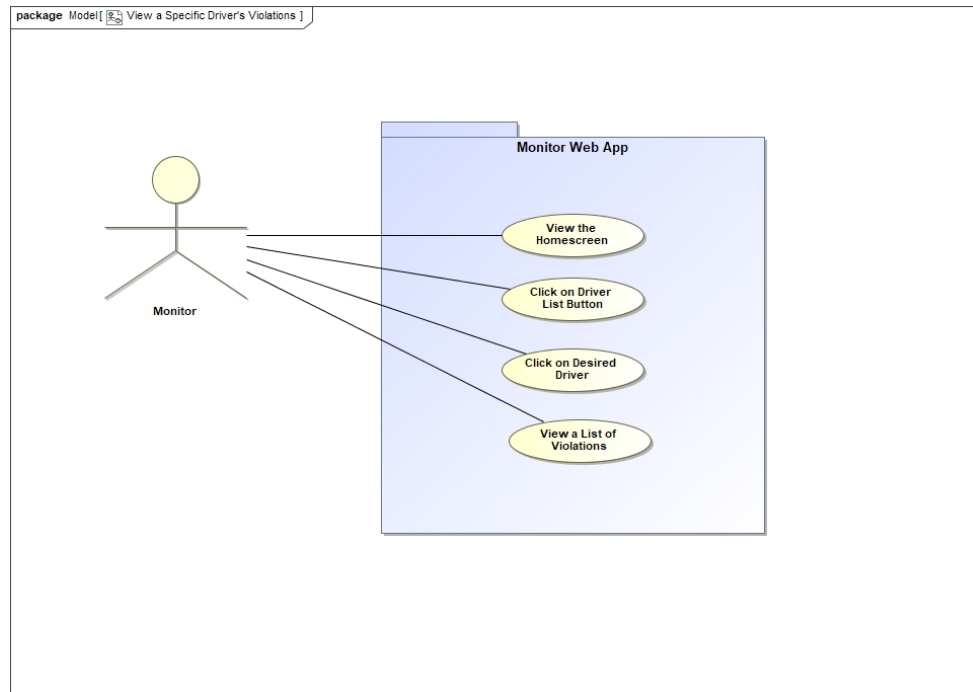 package Model[ View a Specific Driver's Violations ]
Monitor Web App
View the
Homescreen
Click on Driver
List Button
Monitor
Click on Desired
Driver
View a List of
Violations